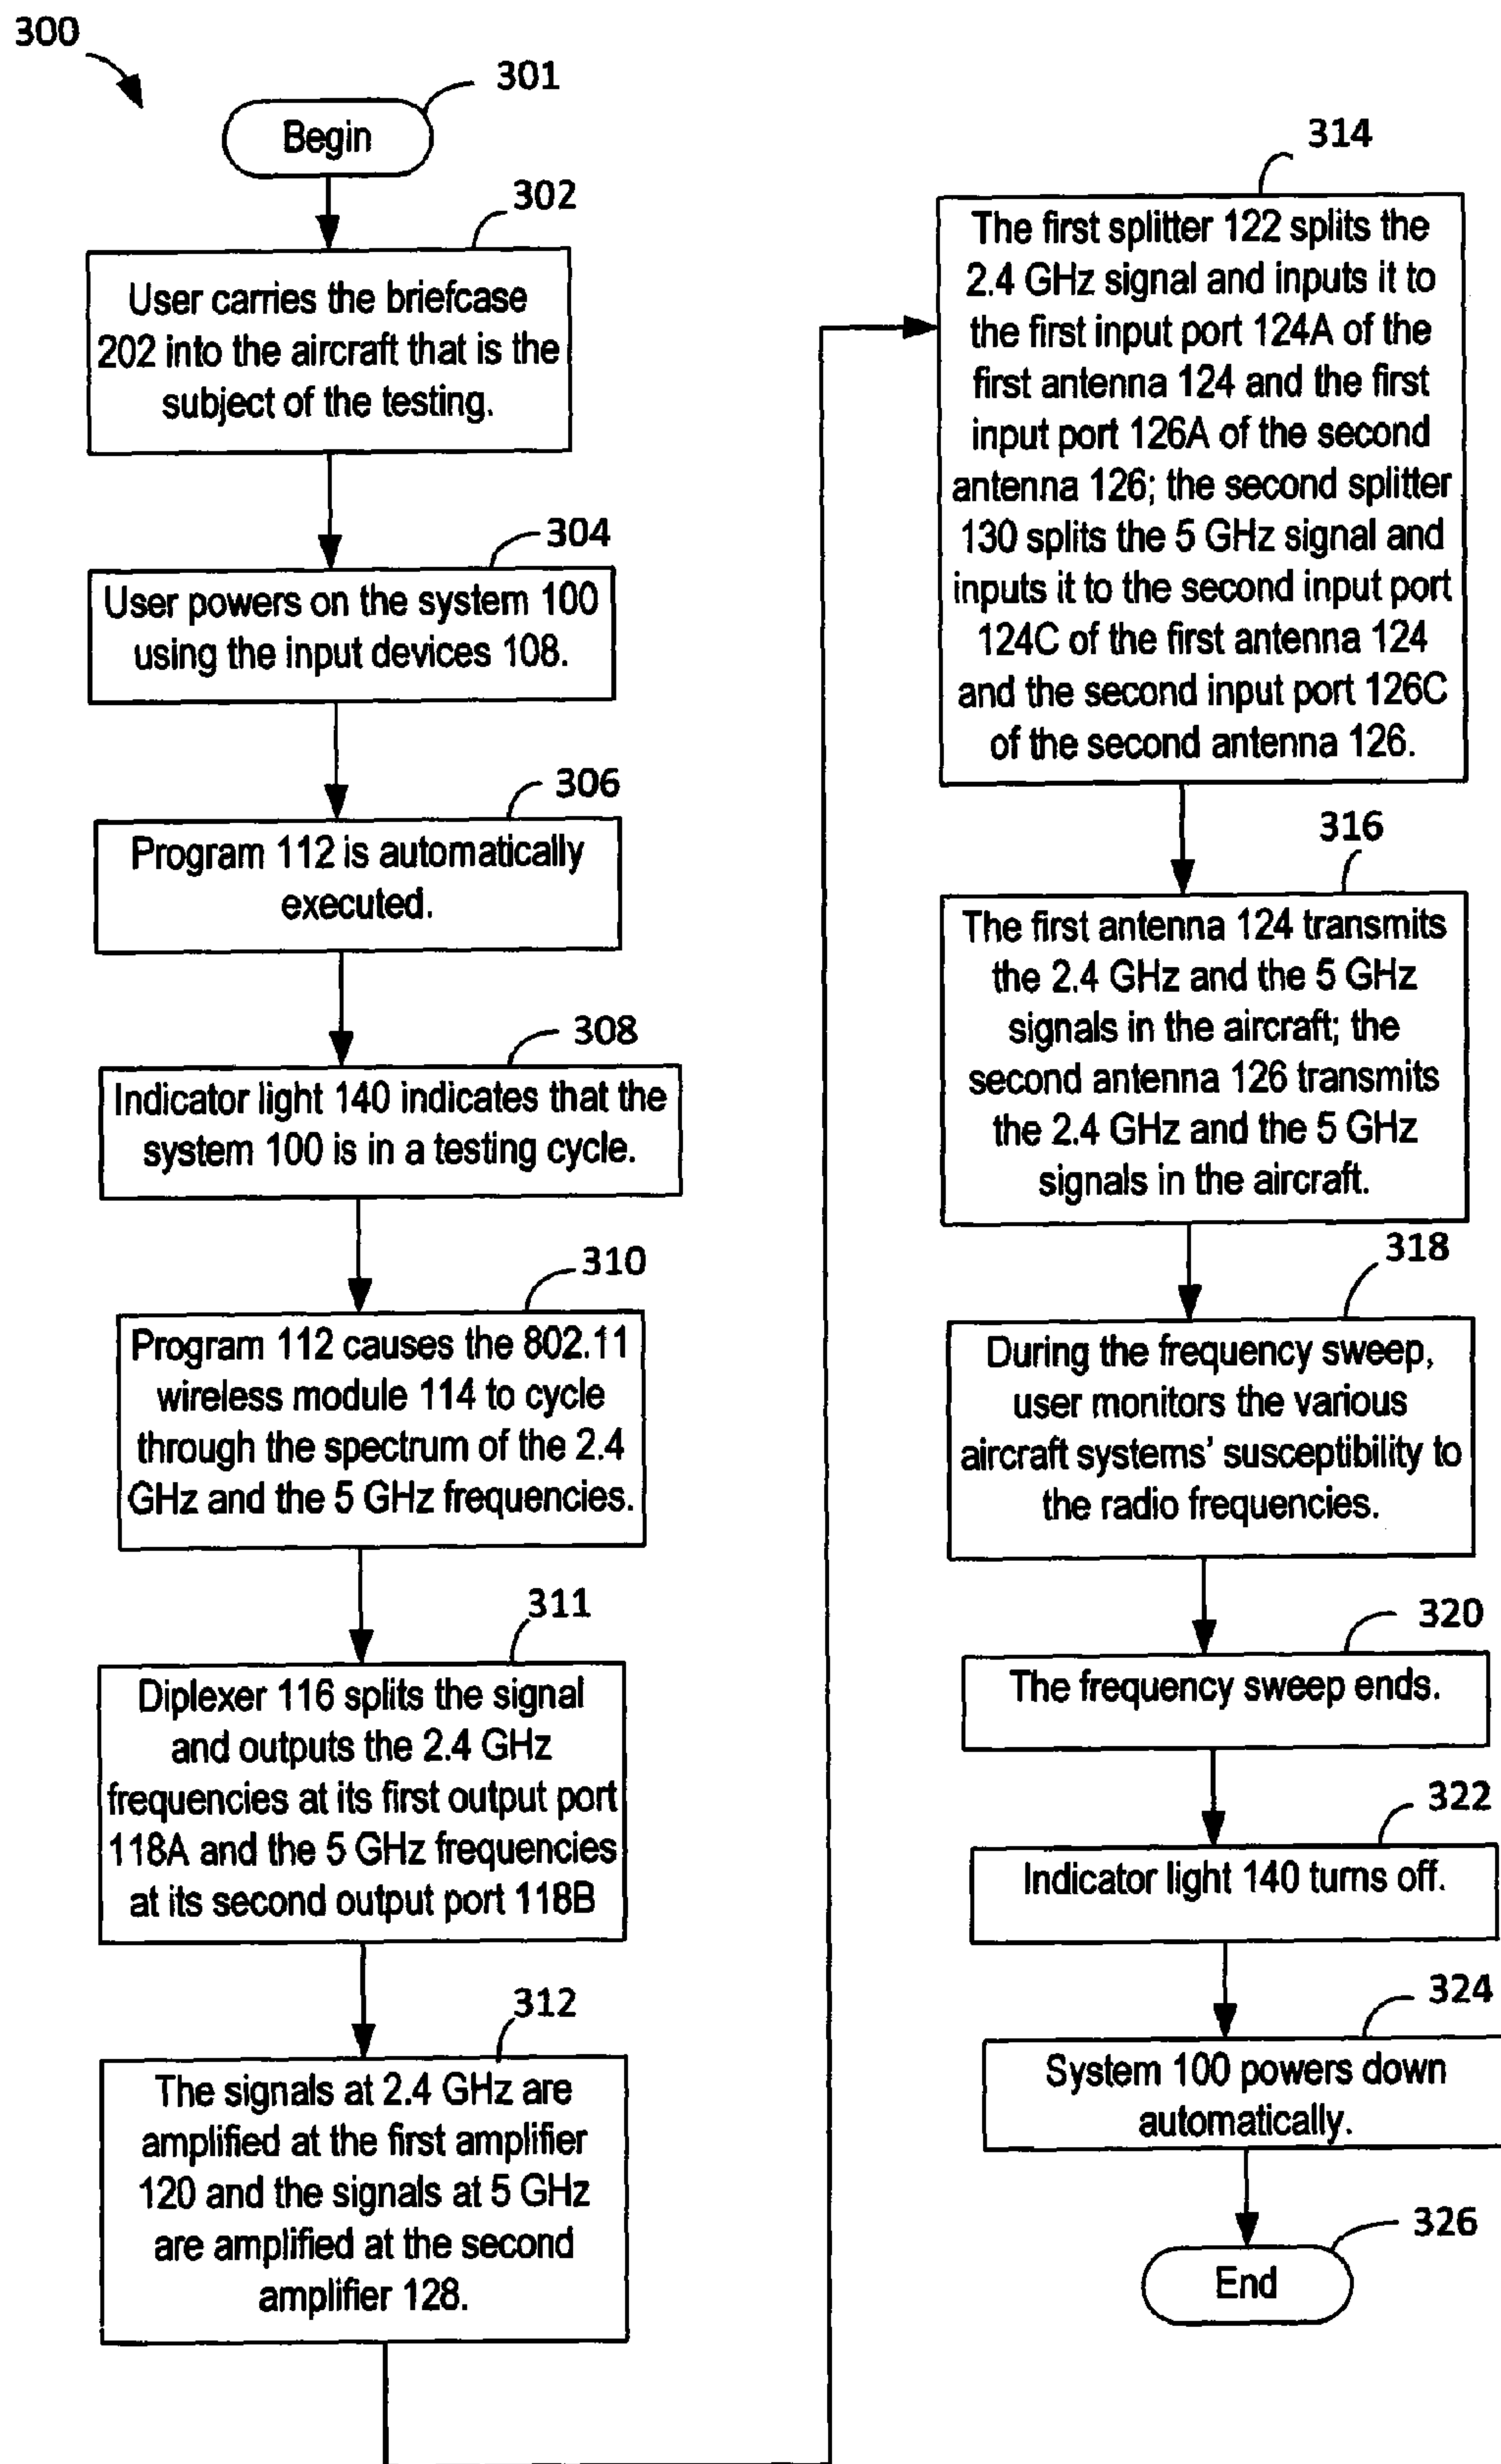 300
301
Begin
302
User carries the briefcase
202 into the aircraft that is the
subject of the testing.
304
User powers on the system 100
using the input devices 108.
306
Program 112 is automatically
executed.
308
Indicator light 140 indicates that the
system 100 is in a testing cycle.
310
Program 112 causes the 802.11
wireless module 114 to cycle
through the spectrum of the 2.4
GHz and the 5 GHz frequencies.
311
Diplexer 116 splits the signal
and outputs the 2.4 GHz
frequencies at its first output port
118A and the 5 GHz frequencies
at its second output port 118B
312
The signals at 2.4 GHz are
amplified at the first amplifier
120 and the signals at 5 GHz
are amplified at the second
amplifier 128.
314
The first splitter 122 splits the
2.4 GHz signal and inputs it to
the first input port 124A of the
first antenna 124 and the first
input port 126A of the second
antenna 126; the second splitter
130 splits the 5 GHz signal and
inputs it to the second input port
124C of the first antenna 124
and the second input port 126C
of the second antenna 126.
316
The first antenna 124 transmits
the 2.4 GHz and the 5 GHz
signals in the aircraft; the
second antenna 126 transmits
the 2.4 GHz and the 5 GHz
signals in the aircraft.
318
During the frequency sweep,
user monitors the various
aircraft systems' susceptibility to
the radio frequencies.
320
The frequency sweep ends.
322
Indicator light 140 turns off.
324
System 100 powers down
automatically.
326
End